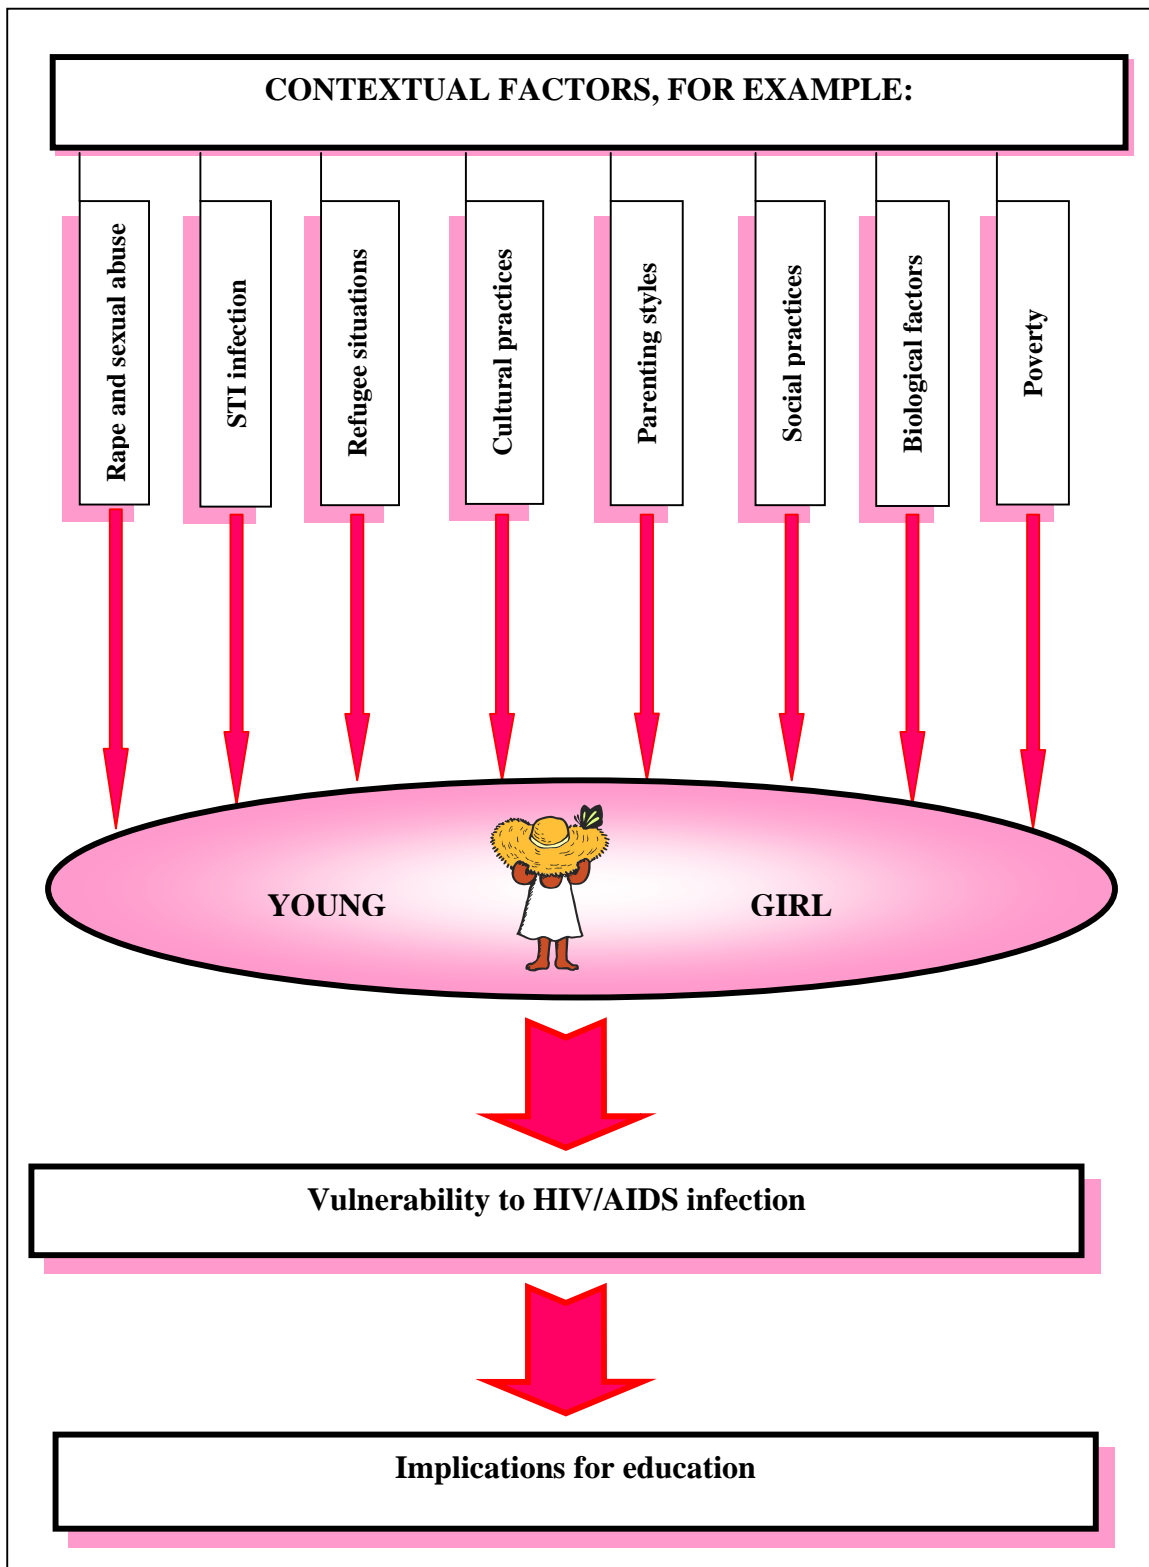 CONTEXTUAL FACTORS, FOR EXAMPLE:
Rape and sexual abuse
STI infection
Refugee situations
Cultural practices
Parenting styles
Social practices
Biological factors
Poverty
YOUNG GIRL
Vulnerability to HIV/AIDS infection
Implications for education